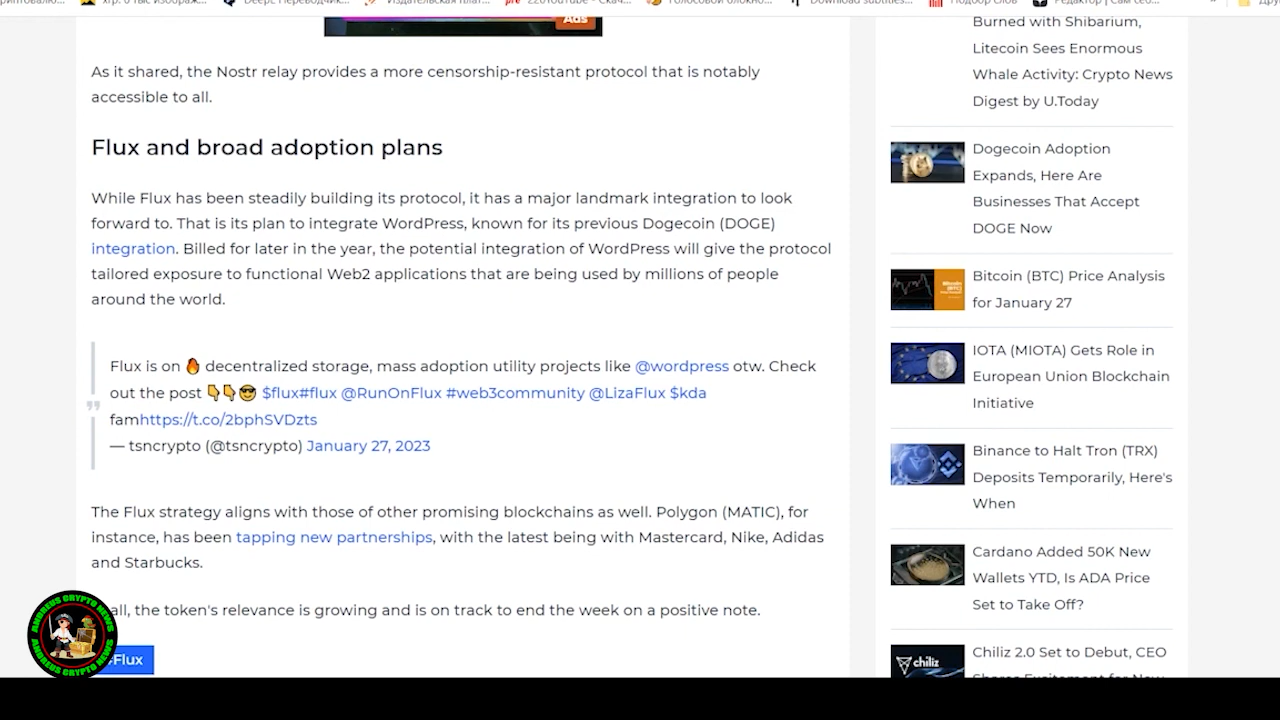 Ads
As it shared, the Nostr relay provides a more censorship-resistant protocol that is notably
accessible to all.
Flux and broad adoption plans
While Flux has been steadily building its protocol, it has a major landmark integration to look
forward to. That is its plan to integrate WordPress, known for its previous Dogecoin (DOGE)
integration. Billed for later in the year, the potential integration of WordPress will give the protocol
tailored exposure to functional Web2 applications that are being used by millions of people
around the world.
Flux is on 🔥 decentralized storage, mass adoption utility projects like @wordpress otw. Check
out the post 👇👇😎 $flux#flux @RunOnFlux #web3community @LizaFlux $kda
famhttps://t.co/2bphSVDzts
— tsncrypto (@tsncrypto) January 27, 2023
The Flux strategy aligns with those of other promising blockchains as well. Polygon (MATIC), for
instance, has been tapping new partnerships, with the latest being with Mastercard, Nike, Adidas
and Starbucks.
all, the token's relevance is growing and is on track to end the week on a positive note.
#Flux
ANDREUS CRYPTO NEWS
ANDREUS CRYPTO NEWS
Burned with Shibarium,
Litecoin Sees Enormous
Whale Activity: Crypto News
Digest by U.Today
Dogecoin Adoption
Expands, Here Are
Businesses That Accept
DOGE Now
Bitcoin (BTC) Price Analysis
for January 27
IOTA (MIOTA) Gets Role in
European Union Blockchain
Initiative
Binance to Halt Tron (TRX)
Deposits Temporarily, Here's
When
Cardano Added 50K New
Wallets YTD, Is ADA Price
Set to Take Off?
chiliz
Chiliz 2.0 Set to Debut, CEO
Shares Excitement for New